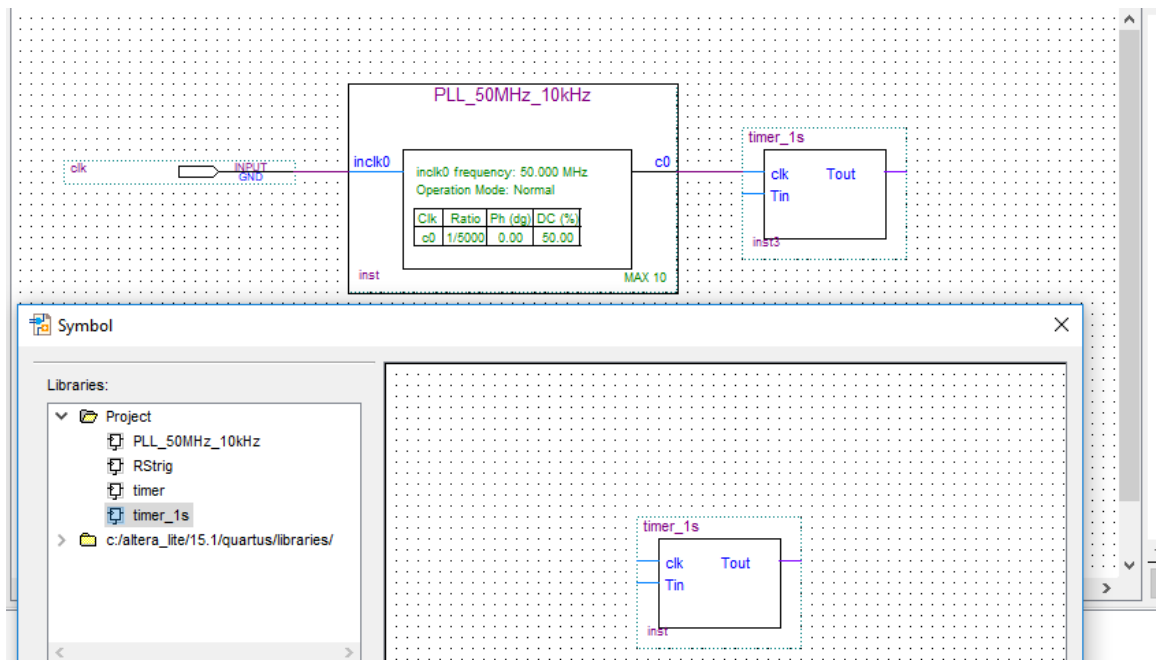 PLL_50MHz_10kHz
timer_1s
clk
INPUT
GND
inclk0
c0
inclk0 frequency: 50.000 MHz
Operation Mode: Normal
Clk Ratio Ph (dg) DC (%)
c0 1/5000 0.00 50.00
clk Tout
Tin
inst3
inst
MAX 10
Symbol
Libraries:
Project
PLL_50MHz_10kHz
RStrig
timer
timer_1s
c:/altera_lite/15.1/quartus/libraries/
timer_1s
clk Tout
Tin
inst